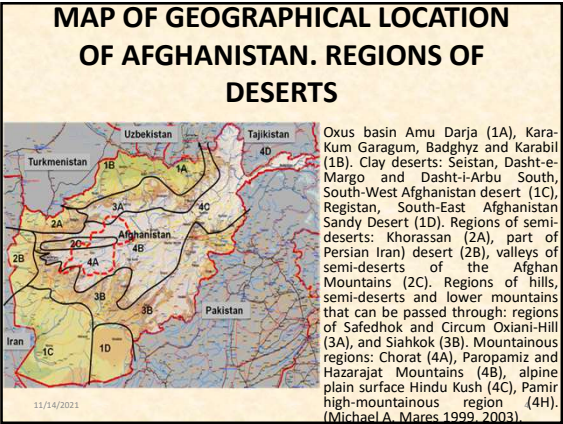 MAP OF GEOGRAPHICAL LOCATION
OF AFGHANISTAN. REGIONS OF
DESERTS
Uzbekistan
Tajikistan
4D
Turkmenistan
1B
1A
3A
4C
2A
Afghanistan
2C
4B
2B
4A
3B
3B
Pakistan
Iran
1C
1D
Oxus basin Amu Darja (1A), Kara-
Kum Garagum, Badghyz and Karabil
(1B). Clay deserts: Seistan, Dasht-e-
Margo and Dasht-i-Arbu South,
South-West Afghanistan desert (1C),
Registan, South-East Afghanistan
Sandy Desert (1D). Regions of semi-
deserts: Khorassan (2A), part of
Persian Iran) desert (2B), valleys of
semi-deserts of the Afghan
Mountains (2C). Regions of hills,
semi-deserts and lower mountains
that can be passed through: regions
of Safedhok and Circum Oxiani-Hill
(3A), and Siahkok (3B). Mountainous
regions: Chorat (4A), Paropamiz and
Hazarajat Mountains (4B), alpine
plain surface Hindu Kush (4C), Pamir
high-mountainous region (4H).
(Michael A. Mares 1999, 2003).
11/14/2021